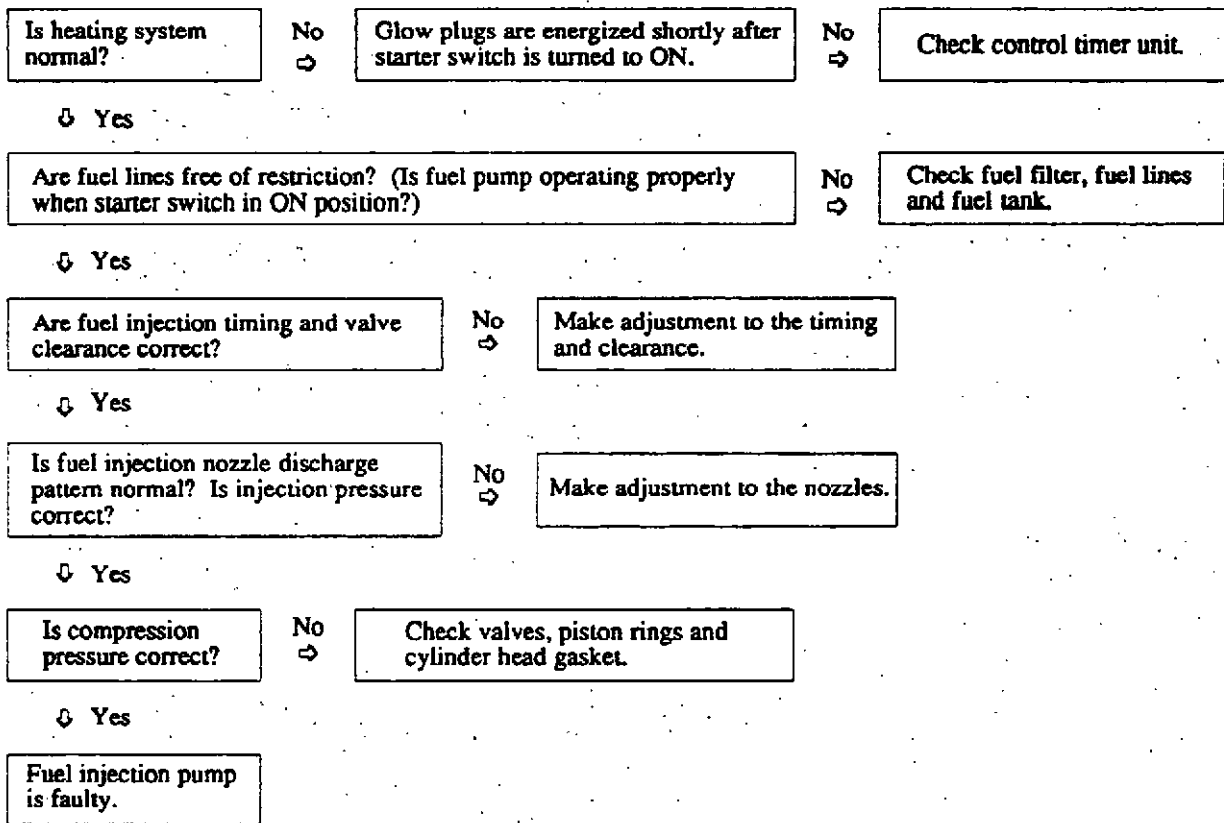 Is heating system
normal?
No
⇨
Glow plugs are energized shortly after
starter switch is turned to ON.
No
⇨
Check control timer unit.
⇩ Yes
Are fuel lines free of restriction? (Is fuel pump operating properly
when starter switch in ON position?)
No
⇨
Check fuel filter, fuel lines
and fuel tank.
⇩ Yes
Are fuel injection timing and valve
clearance correct?
No
⇨
Make adjustment to the timing
and clearance.
⇩ Yes
Is fuel injection nozzle discharge
pattern normal? Is injection pressure
correct?
No
⇨
Make adjustment to the nozzles.
⇩ Yes
Is compression
pressure correct?
No
⇨
Check valves, piston rings and
cylinder head gasket.
⇩ Yes
Fuel injection pump
is faulty.